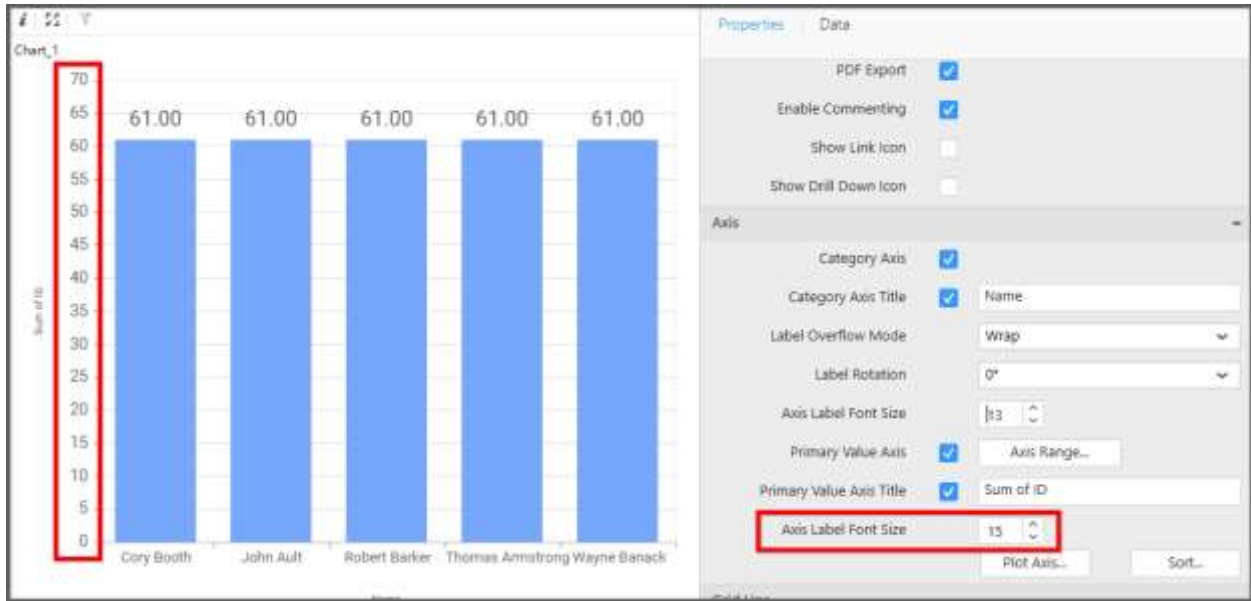 Chart_1
70
65
60
55
50
45
40
35
30
25
20
15
10
5
0
Sum of ID
61.00 61.00 61.00 61.00 61.00
Cory Booth John Ault Robert Barker Thomas Armstrong Wayne Banack
Name
Properties Data
PDF Export
Enable Commenting
Show Link Icon
Show Drill Down Icon
Axis
Category Axis
Category Axis Title Name
Label Overflow Mode Wrap
Label Rotation 0°
Axis Label Font Size 13
Primary Value Axis Axis Range...
Primary Value Axis Title Sum of ID
Axis Label Font Size 15
Plot Axis... Sort...
Grid Line